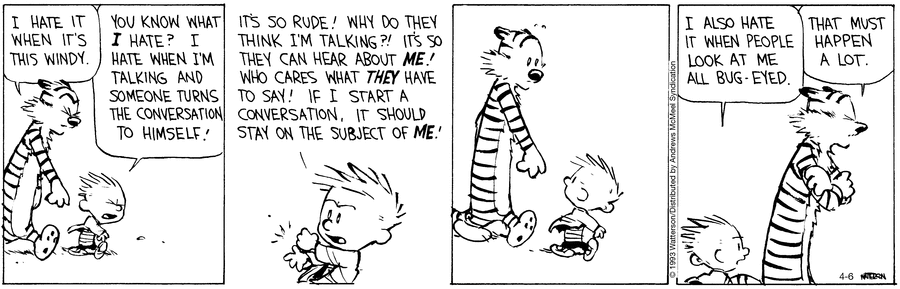 I HATE IT
WHEN IT'S
THIS WINDY.
YOU KNOW WHAT
I HATE? I
HATE WHEN I'M
TALKING AND
SOMEONE TURNS
THE CONVERSATION
TO HIMSELF!
IT'S SO RUDE! WHY DO THEY
THINK I'M TALKING?! IT'S SO
THEY CAN HEAR ABOUT ME!
WHO CARES WHAT THEY HAVE
TO SAY! IF I START A
CONVERSATION, IT SHOULD
STAY ON THE SUBJECT OF ME!
© 1993 Watterson/Distributed by Andrews McMeel Syndication
I ALSO HATE
IT WHEN PEOPLE
LOOK AT ME
ALL BUG-EYED.
THAT MUST
HAPPEN
A LOT.
4-6 WATTERSON